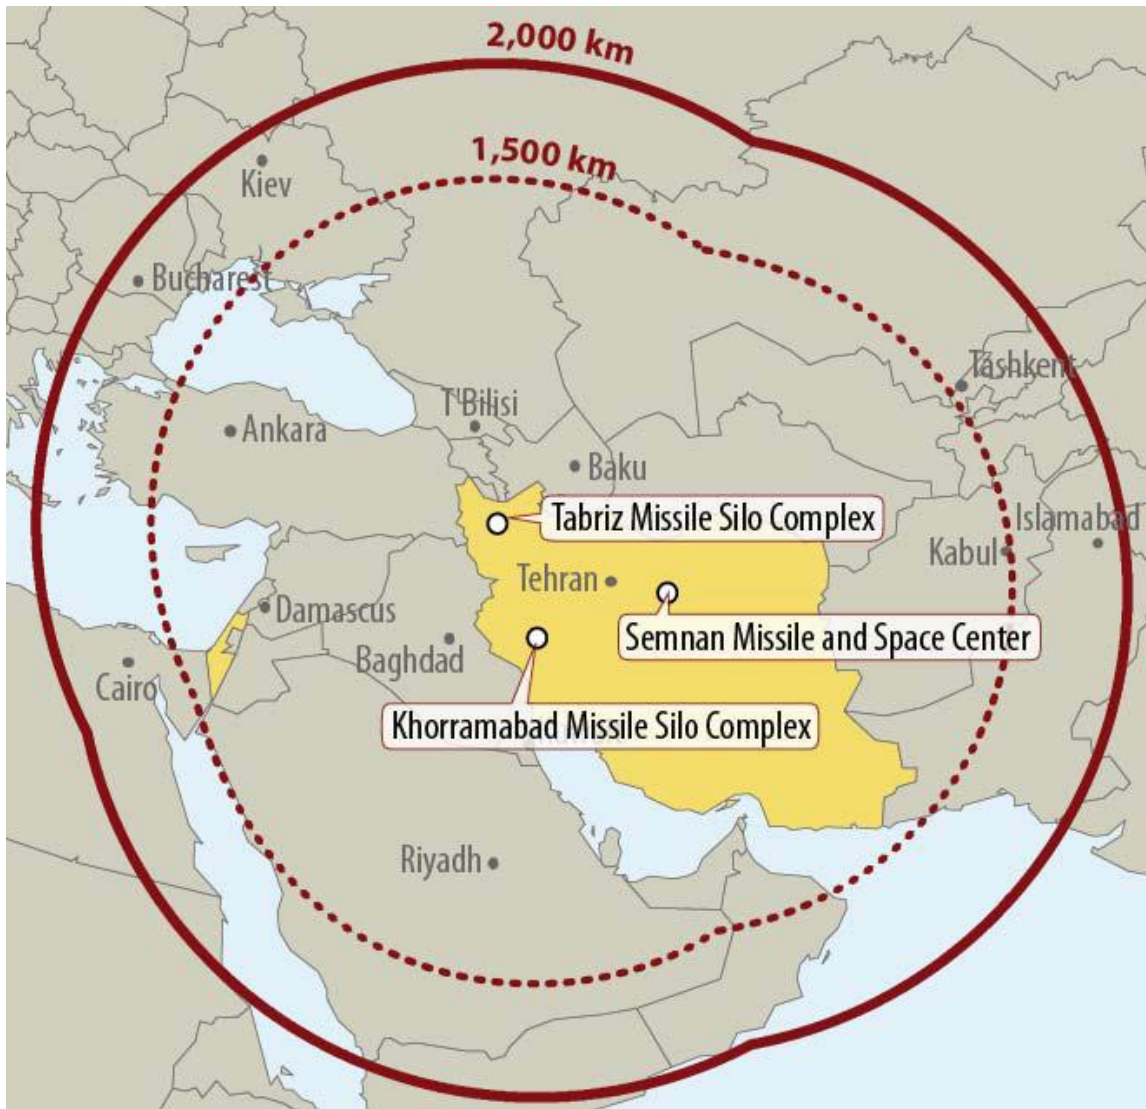 2,000 km
1,500 km
Kiev
Bucharest
Tashkent
T'Bilisi
Ankara
Baku
Tabriz Missile Silo Complex
Islamabad
Kabul
Tehran
Damascus
Semnan Missile and Space Center
Baghdad
Cairo
Khorramabad Missile Silo Complex
Riyadh